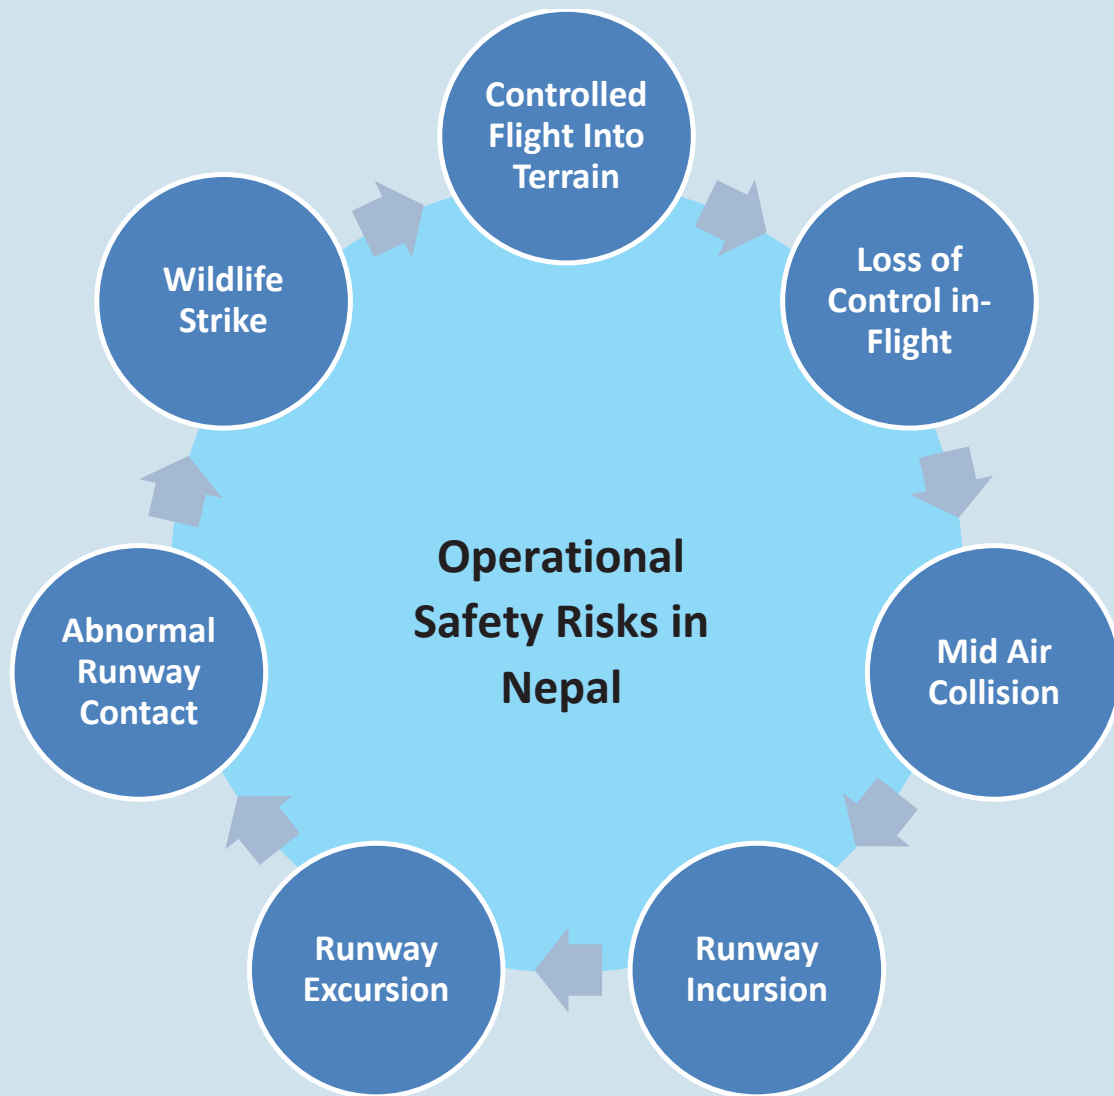 Controlled
Flight Into
Terrain
Loss of
Control in-
Flight
Mid Air
Collision
Runway
Incursion
Runway
Excursion
Abnormal
Runway
Contact
Wildlife
Strike
Operational
Safety Risks in
Nepal